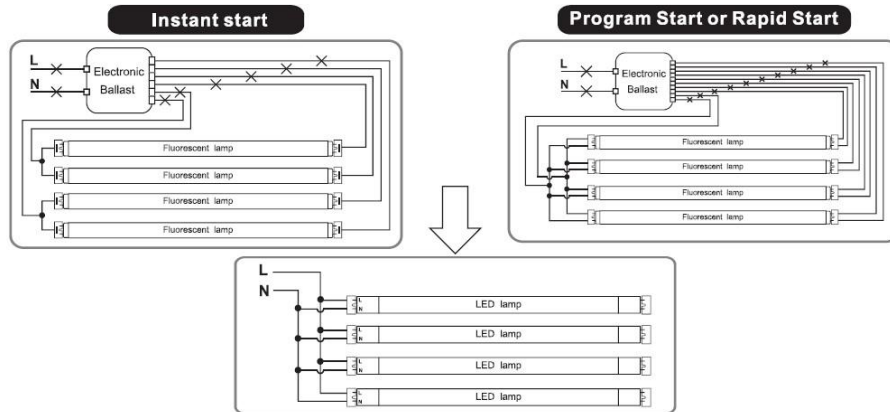 Instant start
L
N
Electronic
Ballast
Fluorescent lamp
Fluorescent lamp
Fluorescent lamp
Fluorescent lamp
Program Start or Rapid Start
L
N
Electronic
Ballast
Fluorescent lamp
Fluorescent lamp
Fluorescent lamp
Fluorescent lamp
L
N
L
N
LED lamp
L
N
LED lamp
L
N
LED lamp
L
N
LED lamp